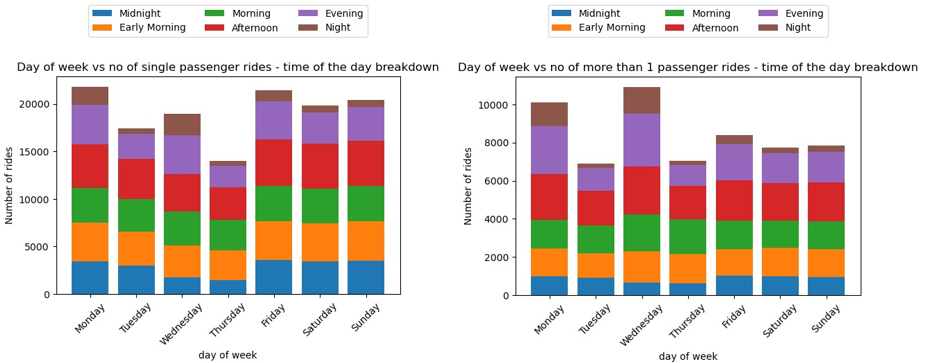 Midnight
Early Morning
Morning
Afternoon
Evening
Night
Day of week vs no of single passenger rides - time of the day breakdown
Number of rides
20000
15000
10000
5000
0
Monday
Tuesday
Wednesday
Thursday
Friday
Saturday
Sunday
day of week
Midnight
Early Morning
Morning
Afternoon
Evening
Night
Day of week vs no of more than 1 passenger rides - time of the day breakdown
Number of rides
10000
8000
6000
4000
2000
0
Monday
Tuesday
Wednesday
Thursday
Friday
Saturday
Sunday
day of week